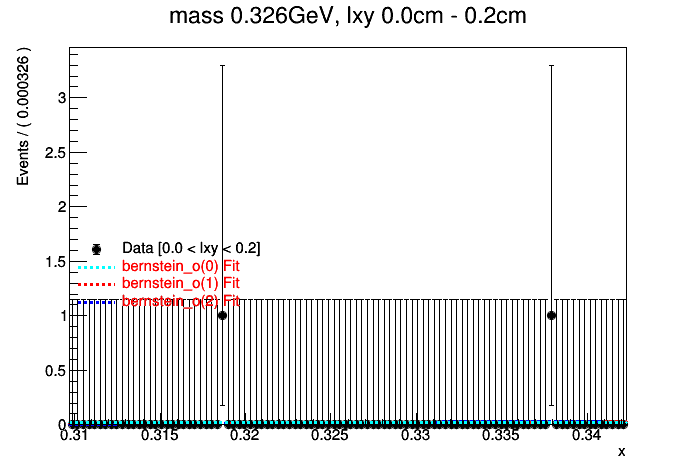 mass 0.326GeV, lxy 0.0cm - 0.2cm
Events / ( 0.000326 )
3
2.5
2
1.5
1
0.5
0
Data [0.0 < lxy < 0.2]
bernstein_o(0) Fit
bernstein_o(1) Fit
bernstein_o(2) Fit
0.31 0.315 0.32 0.325 0.33 0.335 0.34
x